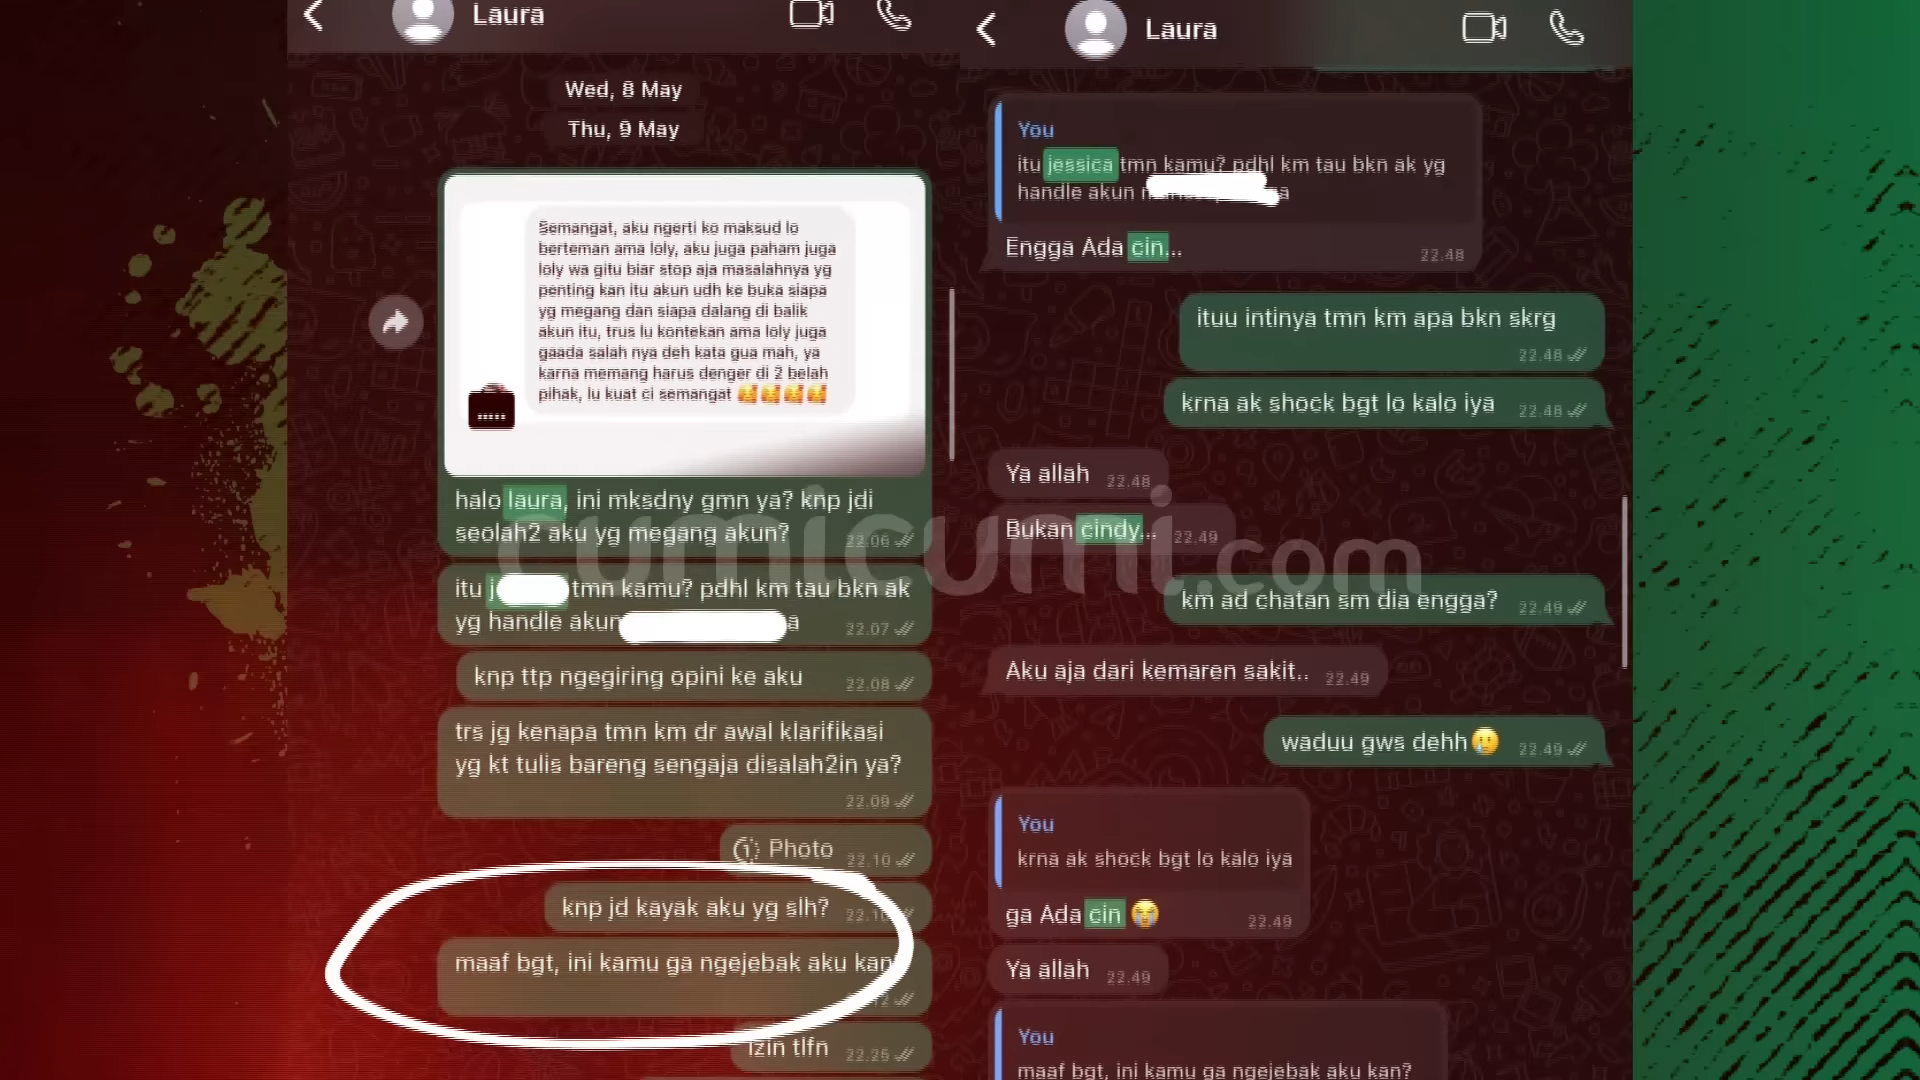 Laura
Wed, 8 May
Thu, 9 May
Semangat, aku ngerti ko maksud lo
berteman ama loly, aku juga paham juga
loly wa gitu biar stop aja masalahnya yg
penting kan itu akun udh ke buka siapa
yg megang dan siapa dalang di balik
akun itu, trus lu kontekan ama loly juga
gaada salah nya deh kata gua mah, ya
karna memang harus denger di 2 belah
pihak, lu kuat ci semangat 🥰🥰🥰🥰
halo laura, ini mksdny gmn ya? knp jdi
seolah2 aku yg megang akun?
22.06
itu j tmn kamu? pdhl km tau bkn ak
yg handle akun a
22.07
knp ttp ngegiring opini ke aku
22.08
trs jg kenapa tmn km dr awal klarifikasi
yg kt tulis bareng sengaja disalah2in ya?
22.09
Photo
22.10
knp jd kayak aku yg slh?
maaf bgt, ini kamu ga ngejebak aku kan
izin tlfn
22.25
Laura
You
itu jessica tmn kamu? pdhl km tau bkn ak yg
handle akun a
Engga Ada cin...
22.48
ituu intinya tmn km apa bkn skrg
22.48
krna ak shock bgt lo kalo iya
22.48
Ya allah
22.48
Bukan cindy...
22.49
km ad chatan sm dia engga?
22.49
Aku aja dari kemaren sakit..
22.49
waduu gws dehh🥲
22.49
You
krna ak shock bgt lo kalo iya
ga Ada cin 😭
22.49
Ya allah
22.49
You
maaf bgt, ini kamu ga ngejebak aku kan?
cumicumi.com